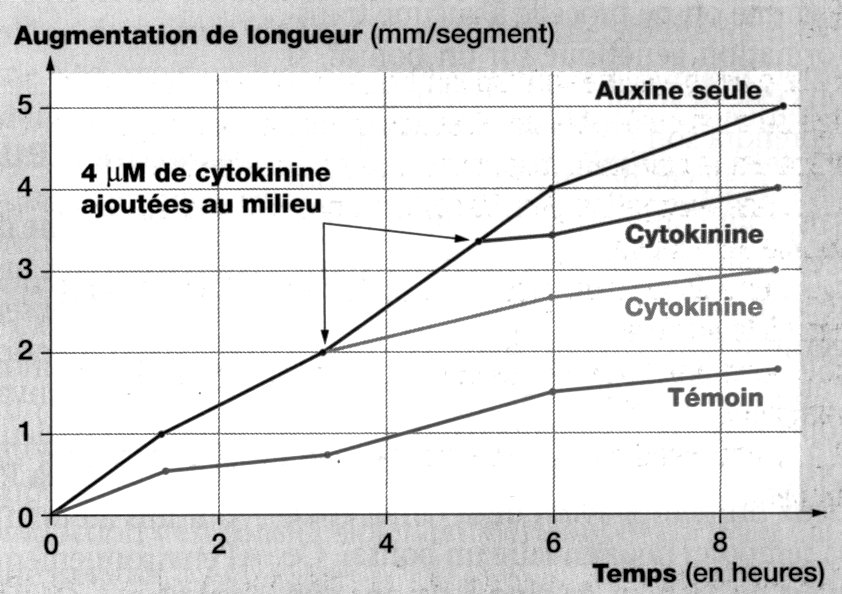 Augmentation de longueur (mm/segment)
5
Auxine seule
4 μM de cytokinine
ajoutées au milieu
4
Cytokinine
3
Cytokinine
2
Témoin
1
0
0 2 4 6 8
Temps (en heures)